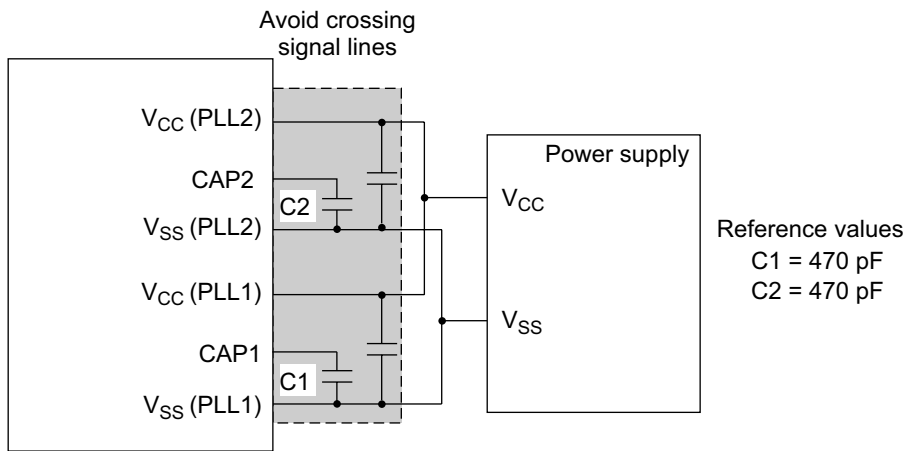 Avoid crossing
signal lines
VCC (PLL2)
CAP2
C2
VSS (PLL2)
VCC (PLL1)
CAP1
C1
VSS (PLL1)
Power supply
VCC
VSS
Reference values
C1 = 470 pF
C2 = 470 pF